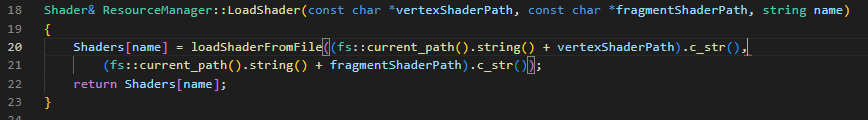 18 Shader& ResourceManager::LoadShader(const char *vertexShaderPath, const char *fragmentShaderPath, string name)
19 {
20     Shaders[name] = loadShaderFromFile((fs::current_path().string() + vertexShaderPath).c_str(),
21         (fs::current_path().string() + fragmentShaderPath).c_str());
22     return Shaders[name];
23 }